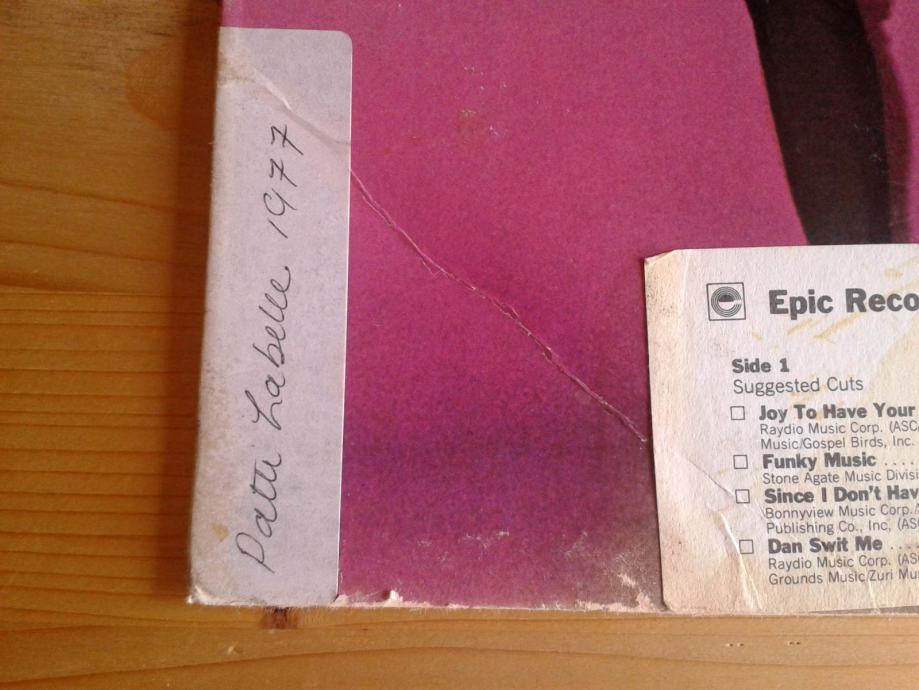 Patti Labelle 1977
Epic Reco
Side 1
Suggested Cuts
Joy To Have Your
Raydio Music Corp. (ASC
Music/Gospel Birds, Inc.
Funky Music ....
Stone Agate Music Divisi
Since I Don't Hav
Bonnyview Music Corp./
Publishing Co., Inc. (AS
Dan Swit Me ....
Raydio Music Corp. (AS
Grounds Music/Zuri Mu